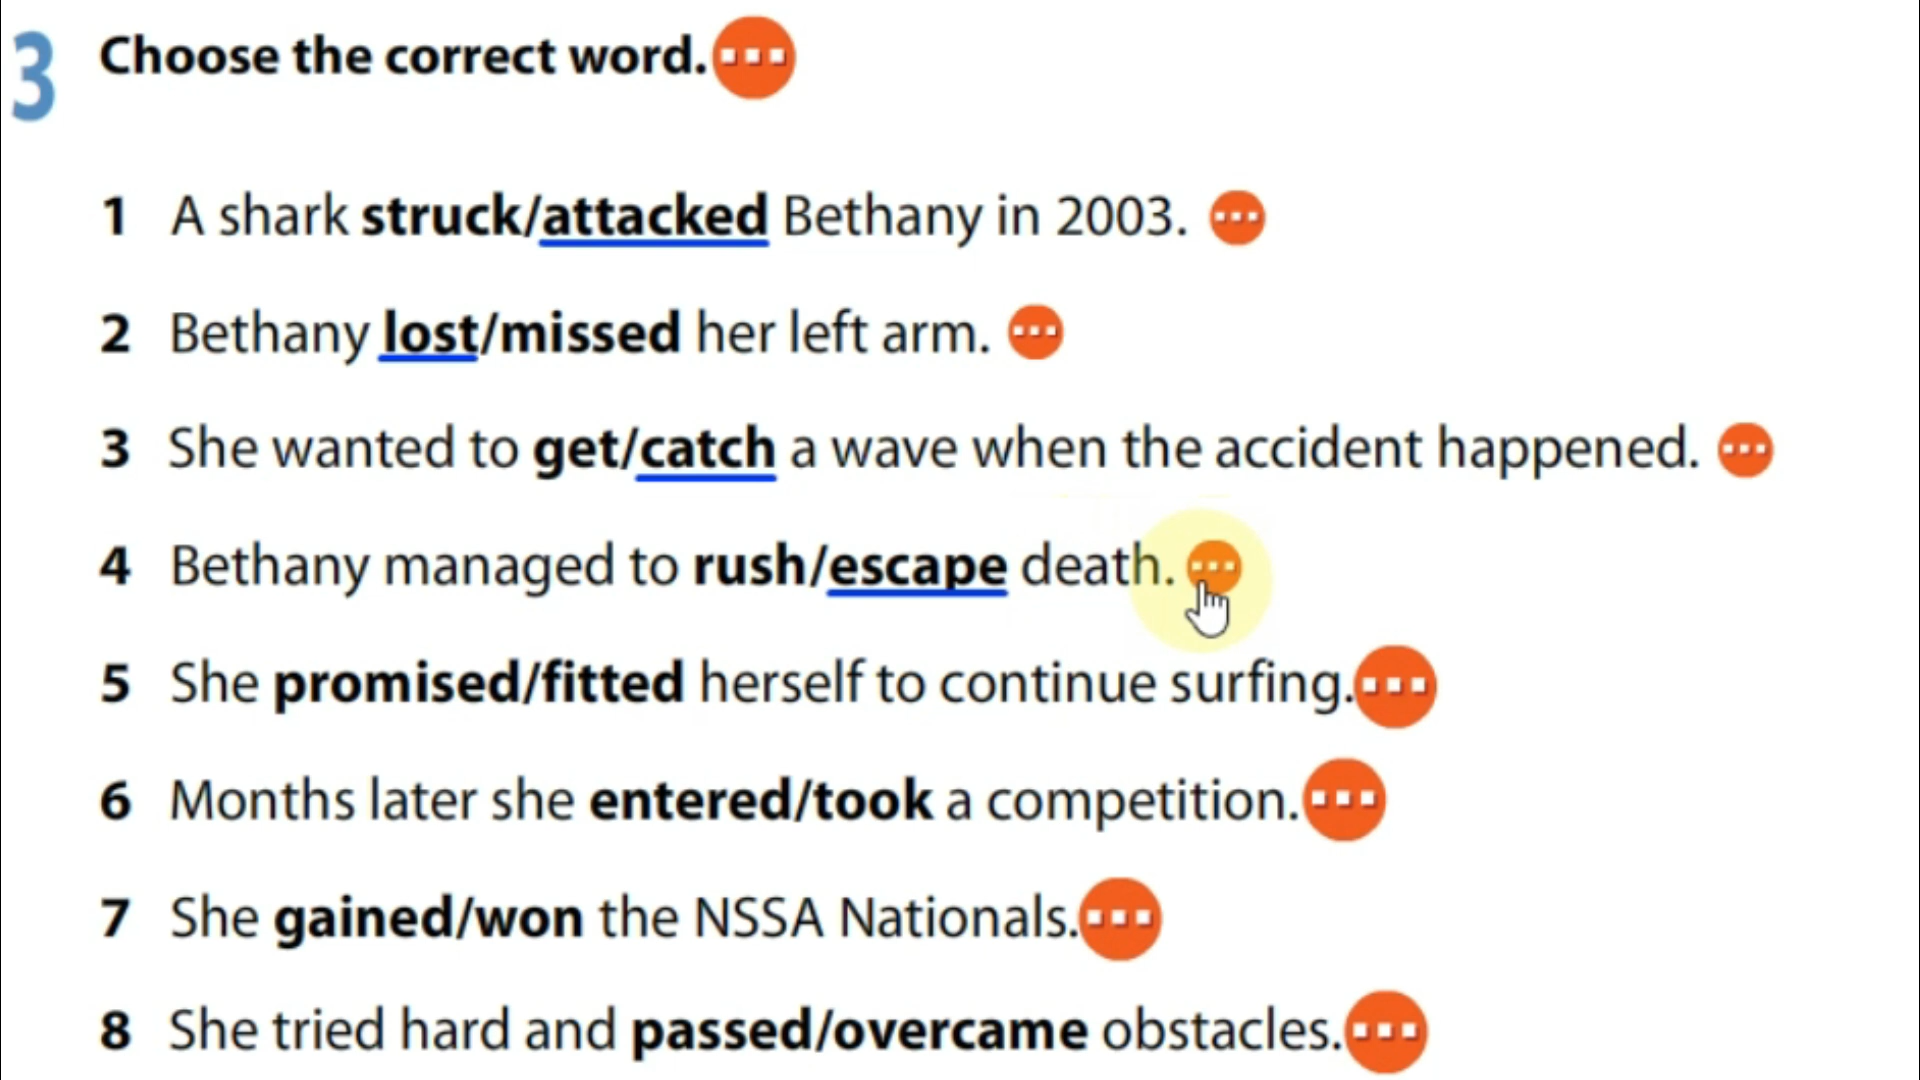 3 Choose the correct word.
1 A shark struck/attacked Bethany in 2003.
2 Bethany lost/missed her left arm.
3 She wanted to get/catch a wave when the accident happened.
4 Bethany managed to rush/escape death.
5 She promised/fitted herself to continue surfing.
6 Months later she entered/took a competition.
7 She gained/won the NSSA Nationals.
8 She tried hard and passed/overcame obstacles.